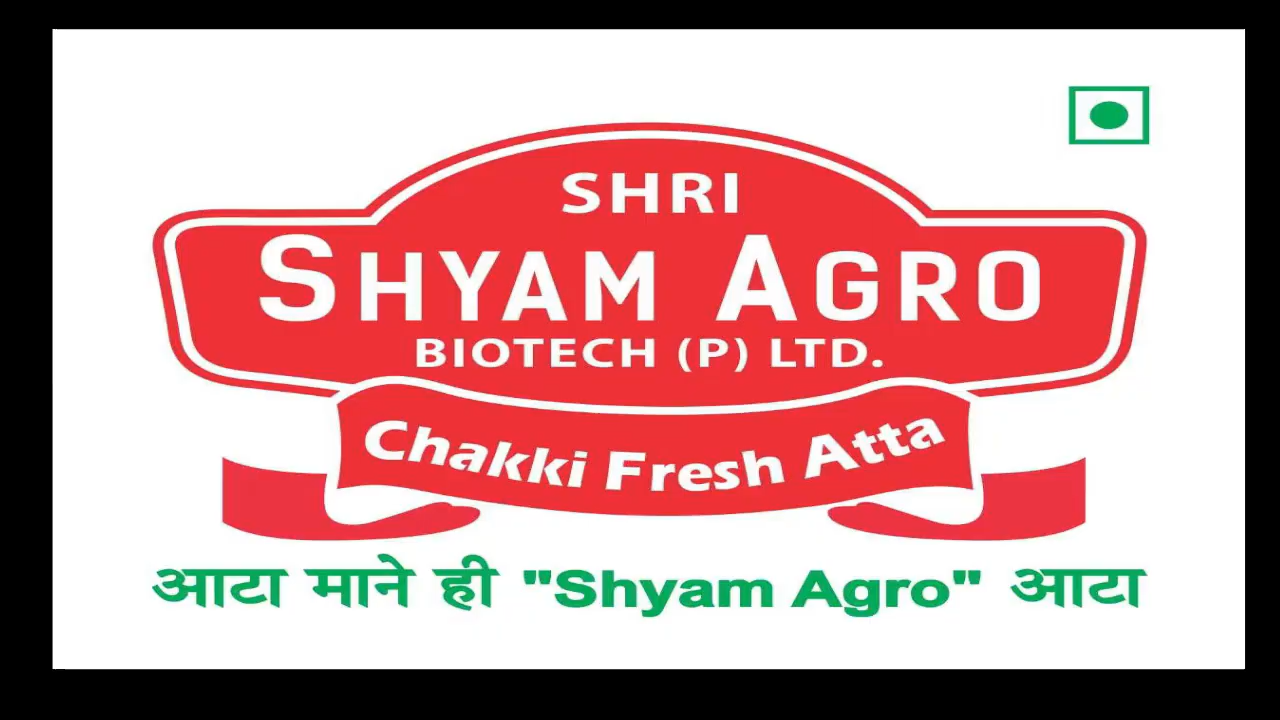 SHRI
SHYAM AGRO
BIOTECH (P) LTD.
Chakki Fresh Atta
आटा माने ही "Shyam Agro" आटा